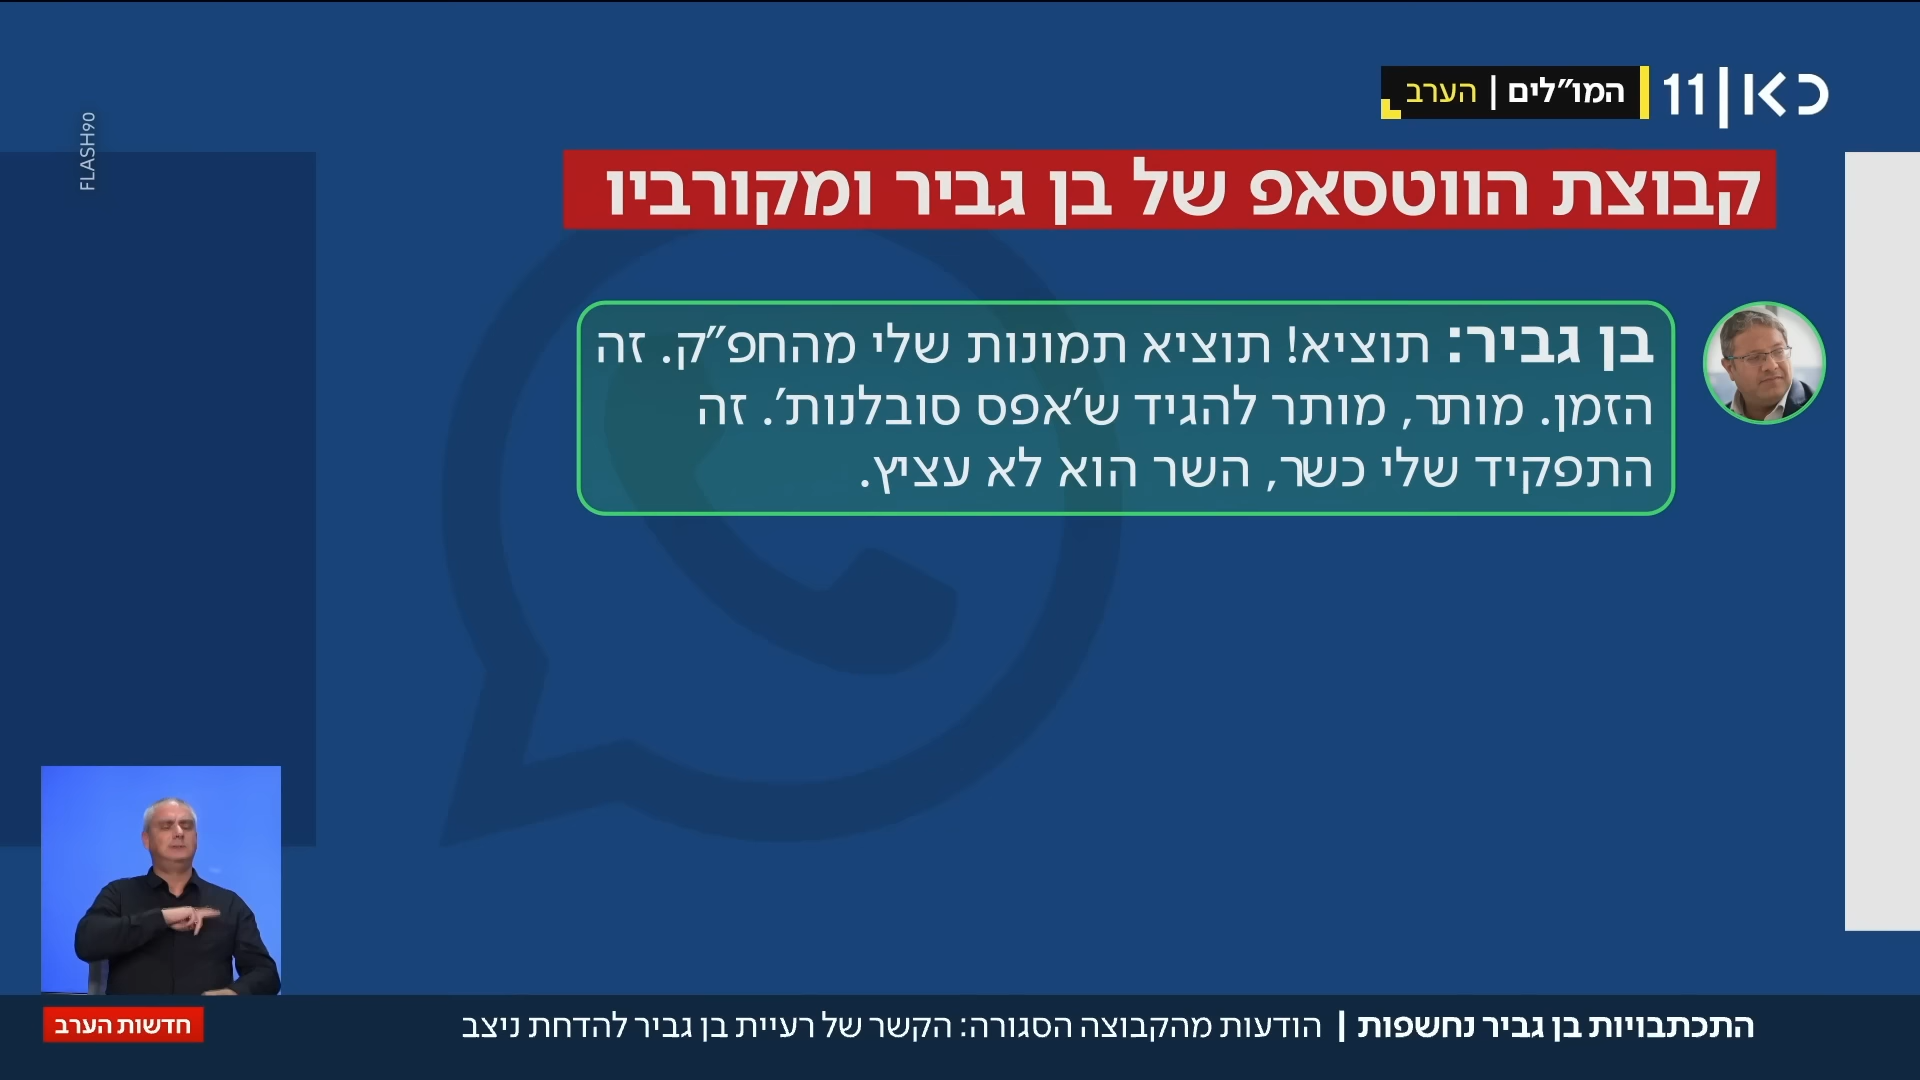 כאן|11
המו״לים | הערב
FLASH90
קבוצת הווטסאפ של בן גביר ומקורביו
בן גביר: תוציא! תוציא תמונות שלי מהחפ״ק. זה
הזמן. מותר, מותר להגיד ש'אפס סובלנות'. זה
התפקיד שלי כשר, השר הוא לא עציץ.
התכתבויות בן גביר נחשפות | הודעות מהקבוצה הסגורה: הקשר של רעיית בן גביר להדחת ניצב
חדשות הערב